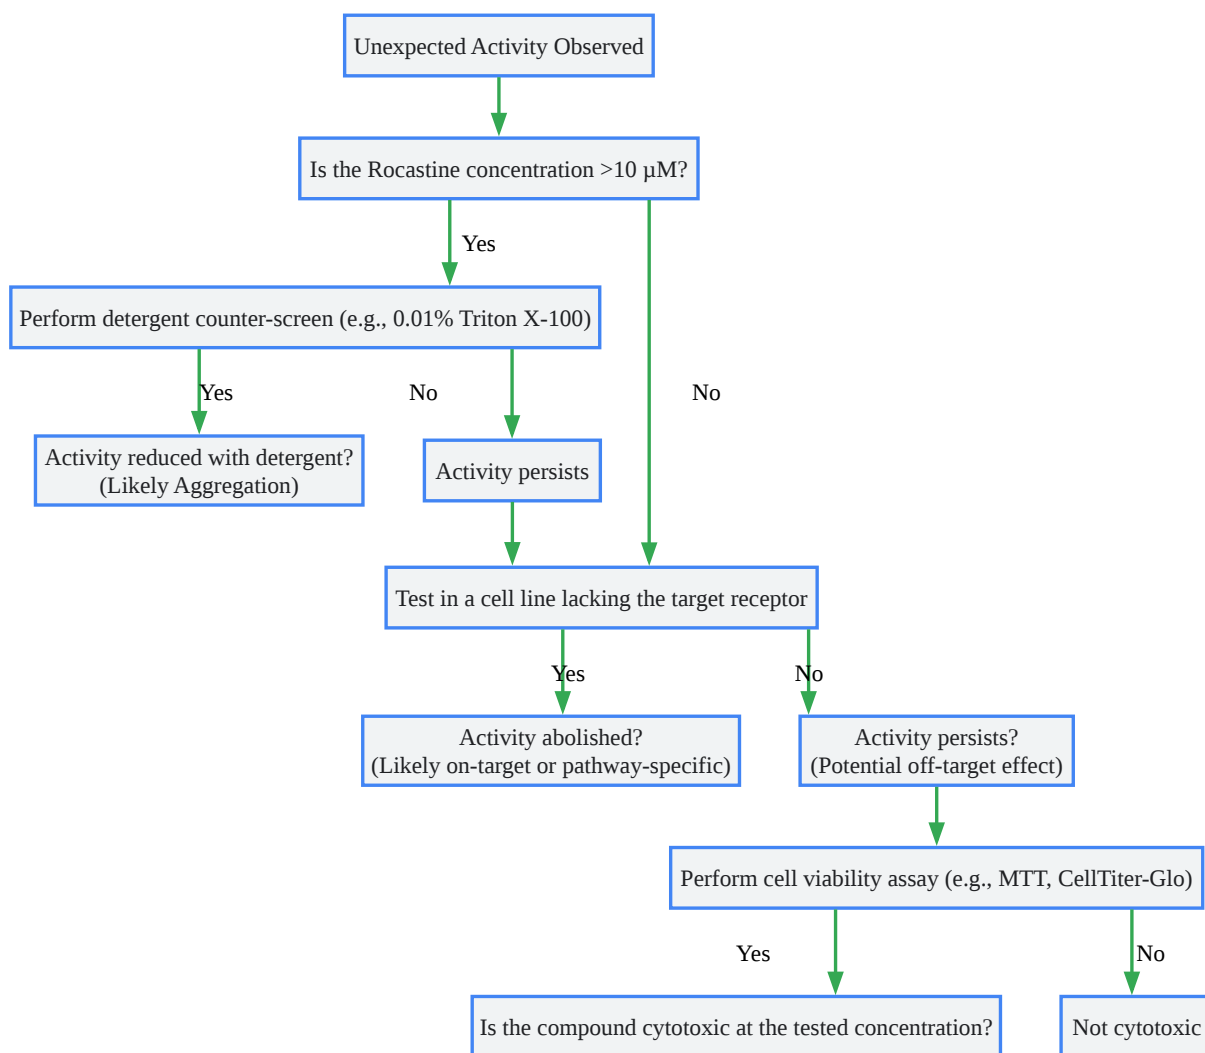 Unexpected Activity Observed
Is the Rocastine concentration >10 µM?
Yes
Perform detergent counter-screen (e.g., 0.01% Triton X-100)
Yes
No
No
Activity reduced with detergent?
(Likely Aggregation)
Activity persists
Test in a cell line lacking the target receptor
Yes
No
Activity abolished?
(Likely on-target or pathway-specific)
Activity persists?
(Potential off-target effect)
Perform cell viability assay (e.g., MTT, CellTiter-Glo)
Yes
No
Is the compound cytotoxic at the tested concentration?
Not cytotoxic